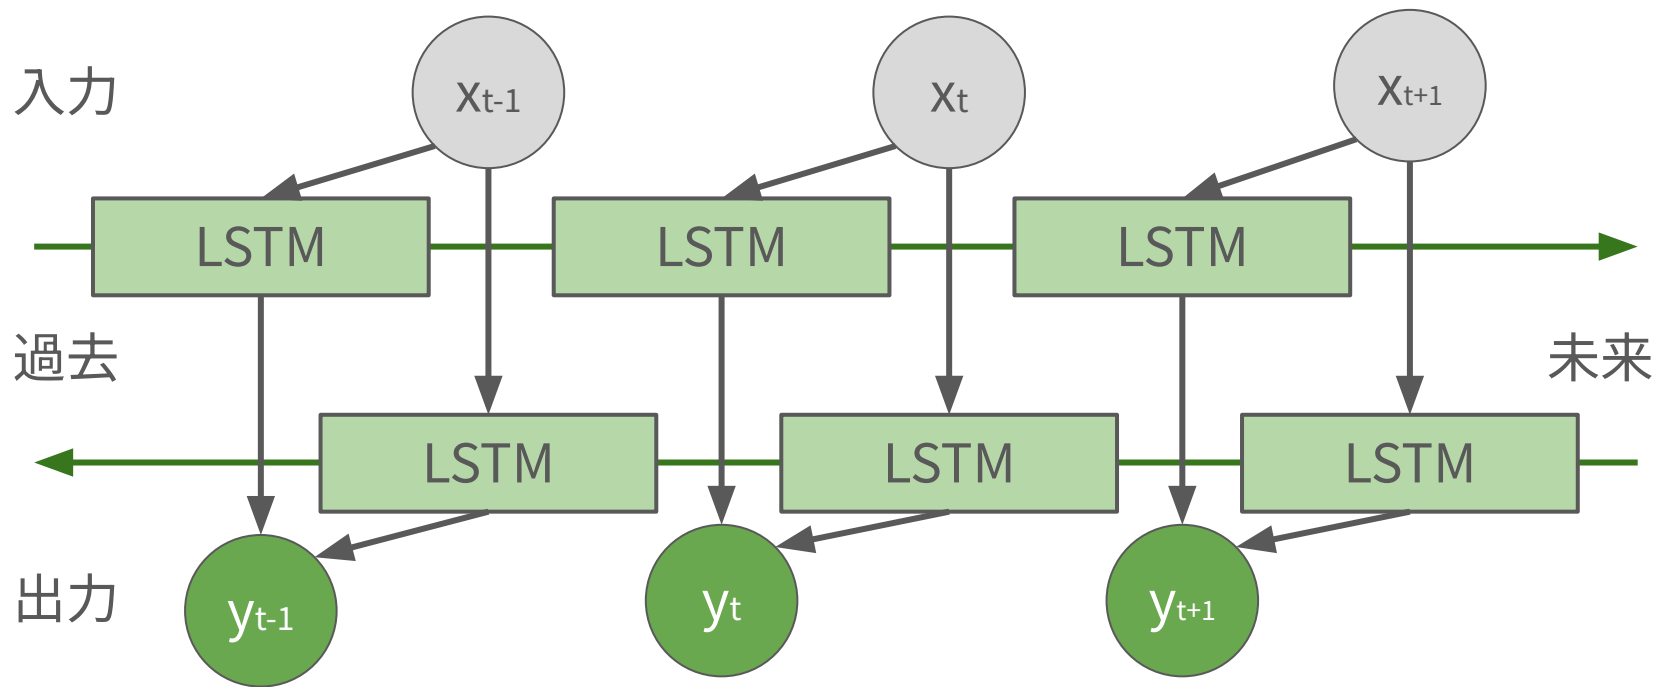 入力
xt-1
xt
xt+1
LSTM
LSTM
LSTM
過去
未来
LSTM
LSTM
LSTM
出力
yt-1
yt
yt+1